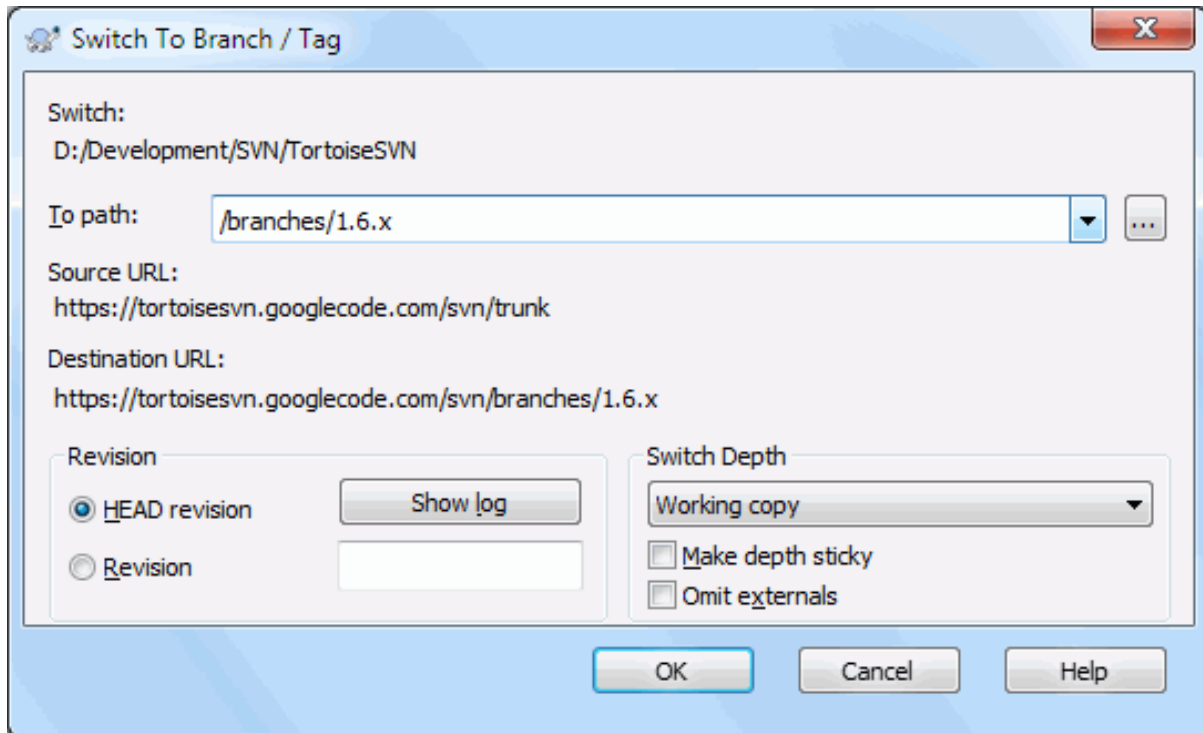 Switch To Branch / Tag
Switch:
D:/Development/SVN/TortoiseSVN
To path:
/branches/1.6.x
...
Source URL:
https://tortoisesvn.googlecode.com/svn/trunk
Destination URL:
https://tortoisesvn.googlecode.com/svn/branches/1.6.x
Revision
HEAD revision
Show log
Revision
Switch Depth
Working copy
Make depth sticky
Omit externals
OK
Cancel
Help